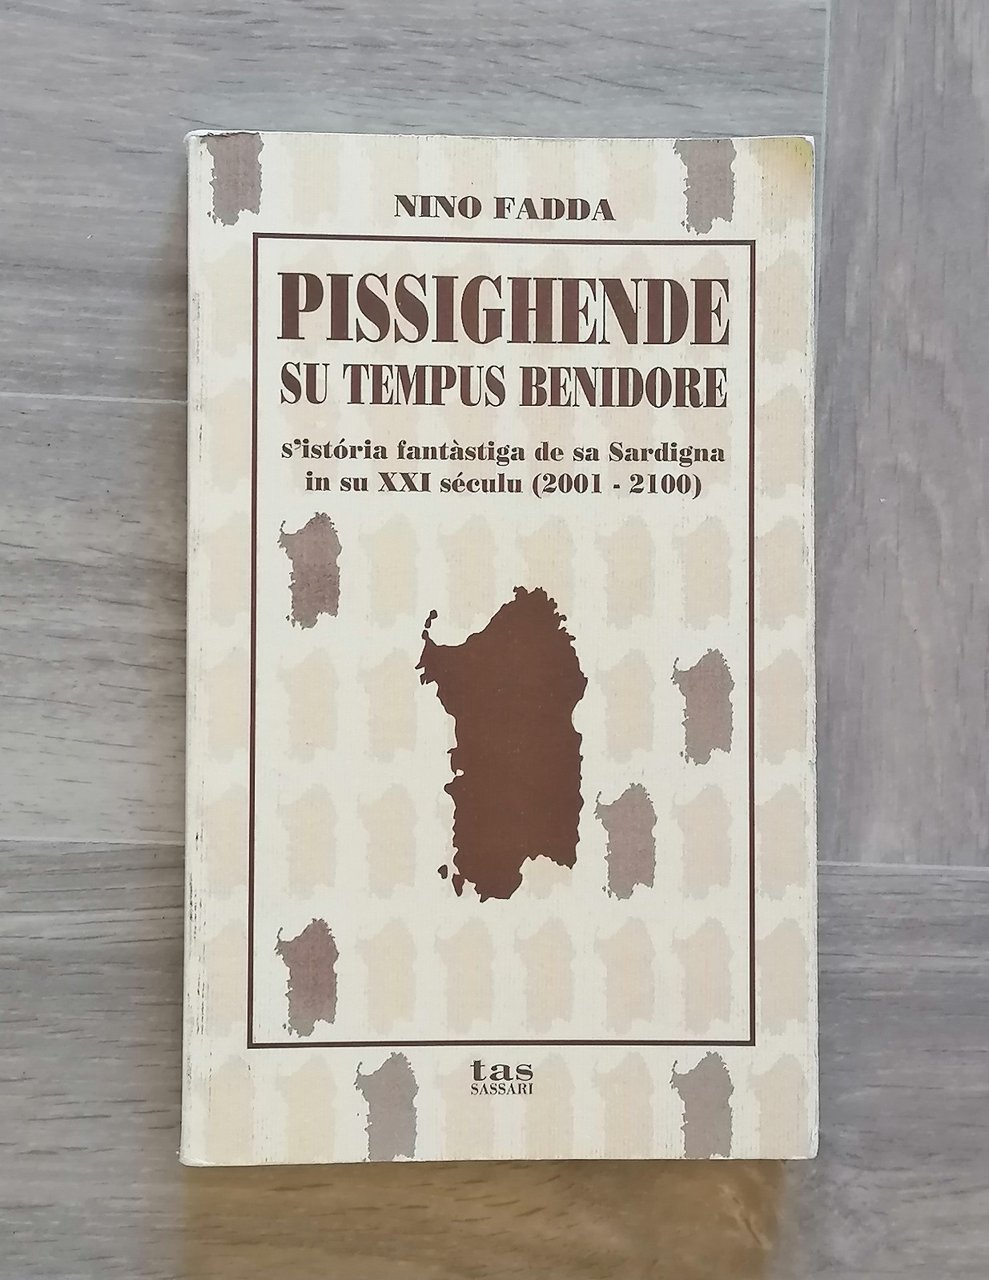 NINO FADDA
PISSIGHENDE
SU TEMPUS BENIDORE
s'istória fantàstiga de sa Sardigna
in su XXI séculu (2001 - 2100)
tas
SASSARI